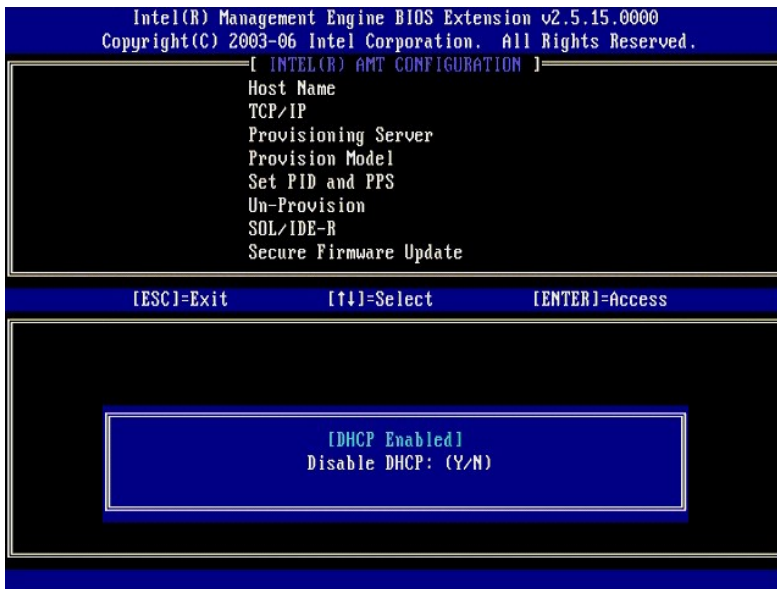 Intel(R) Management Engine BIOS Extension v2.5.15.0000
Copyright(C) 2003-06 Intel Corporation. All Rights Reserved.
[ INTEL(R) AMT CONFIGURATION ]
Host Name
TCP/IP
Provisioning Server
Provision Model
Set PID and PPS
Un-Provision
SOL/IDE-R
Secure Firmware Update
[ESC]=Exit [↑↓]=Select [ENTER]=Access
[DHCP Enabled]
Disable DHCP: (Y/N)